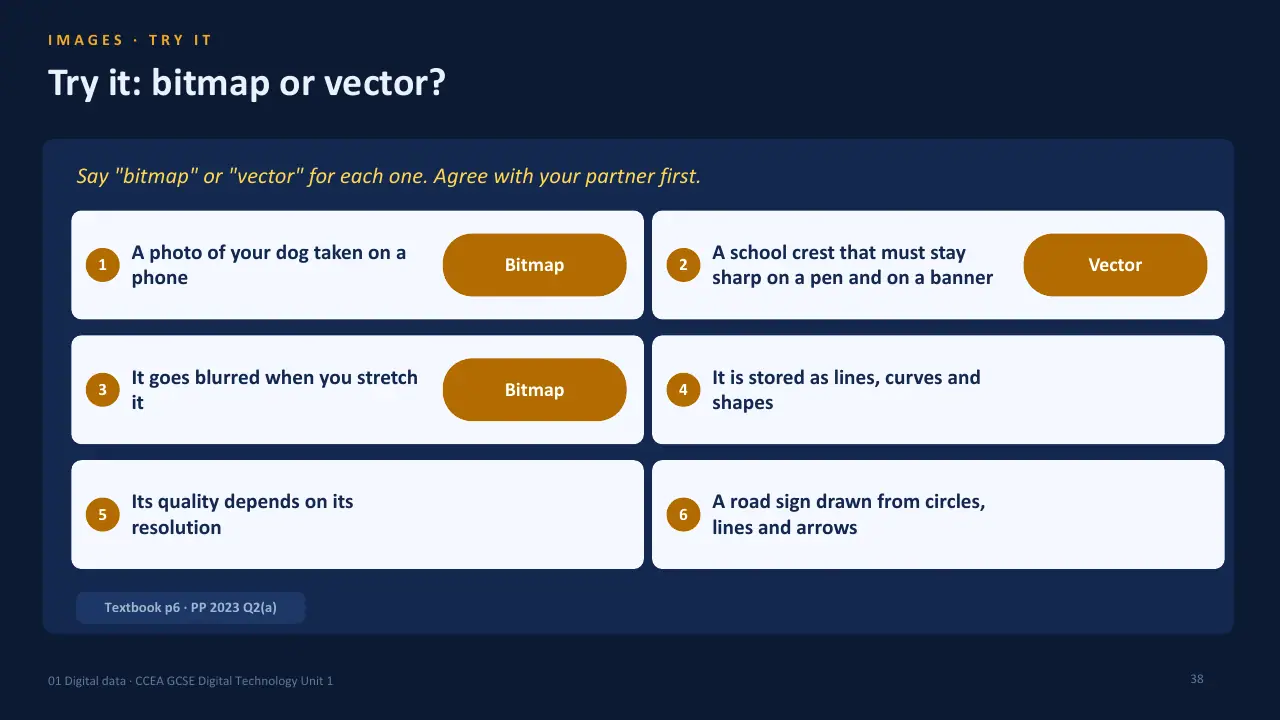 IMAGES · TRY IT
Try it: bitmap or vector?
Say "bitmap" or "vector" for each one. Agree with your partner first.
1
A photo of your dog taken on a
phone
Bitmap
2
A school crest that must stay
sharp on a pen and on a banner
Vector
3
It goes blurred when you stretch
it
Bitmap
4
It is stored as lines, curves and
shapes
5
Its quality depends on its
resolution
6
A road sign drawn from circles,
lines and arrows
Textbook p6 · PP 2023 Q2(a)
01 Digital data · CCEA GCSE Digital Technology Unit 1
38